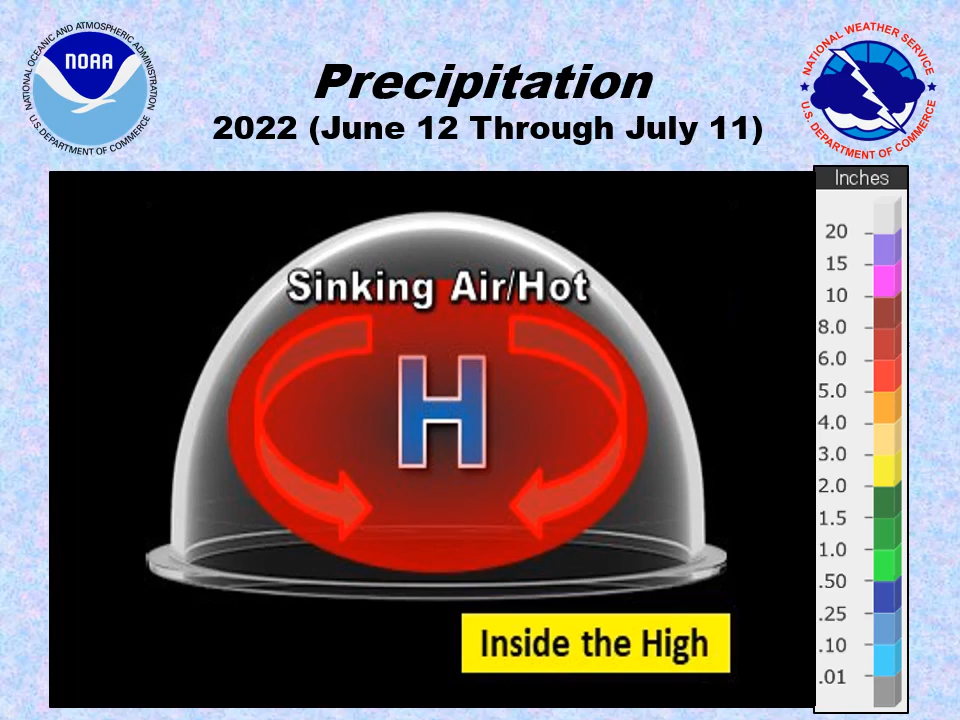 NATIONAL OCEANIC AND ATMOSPHERIC ADMINISTRATION
NOAA
U.S. DEPARTMENT OF COMMERCE
Precipitation
2022 (June 12 Through July 11)
NATIONAL WEATHER SERVICE
U.S. DEPARTMENT OF COMMERCE
Sinking Air/Hot
H
Inside the High
Inches
20
15
10
8.0
6.0
5.0
4.0
3.0
2.0
1.5
1.0
.50
.25
.10
.01